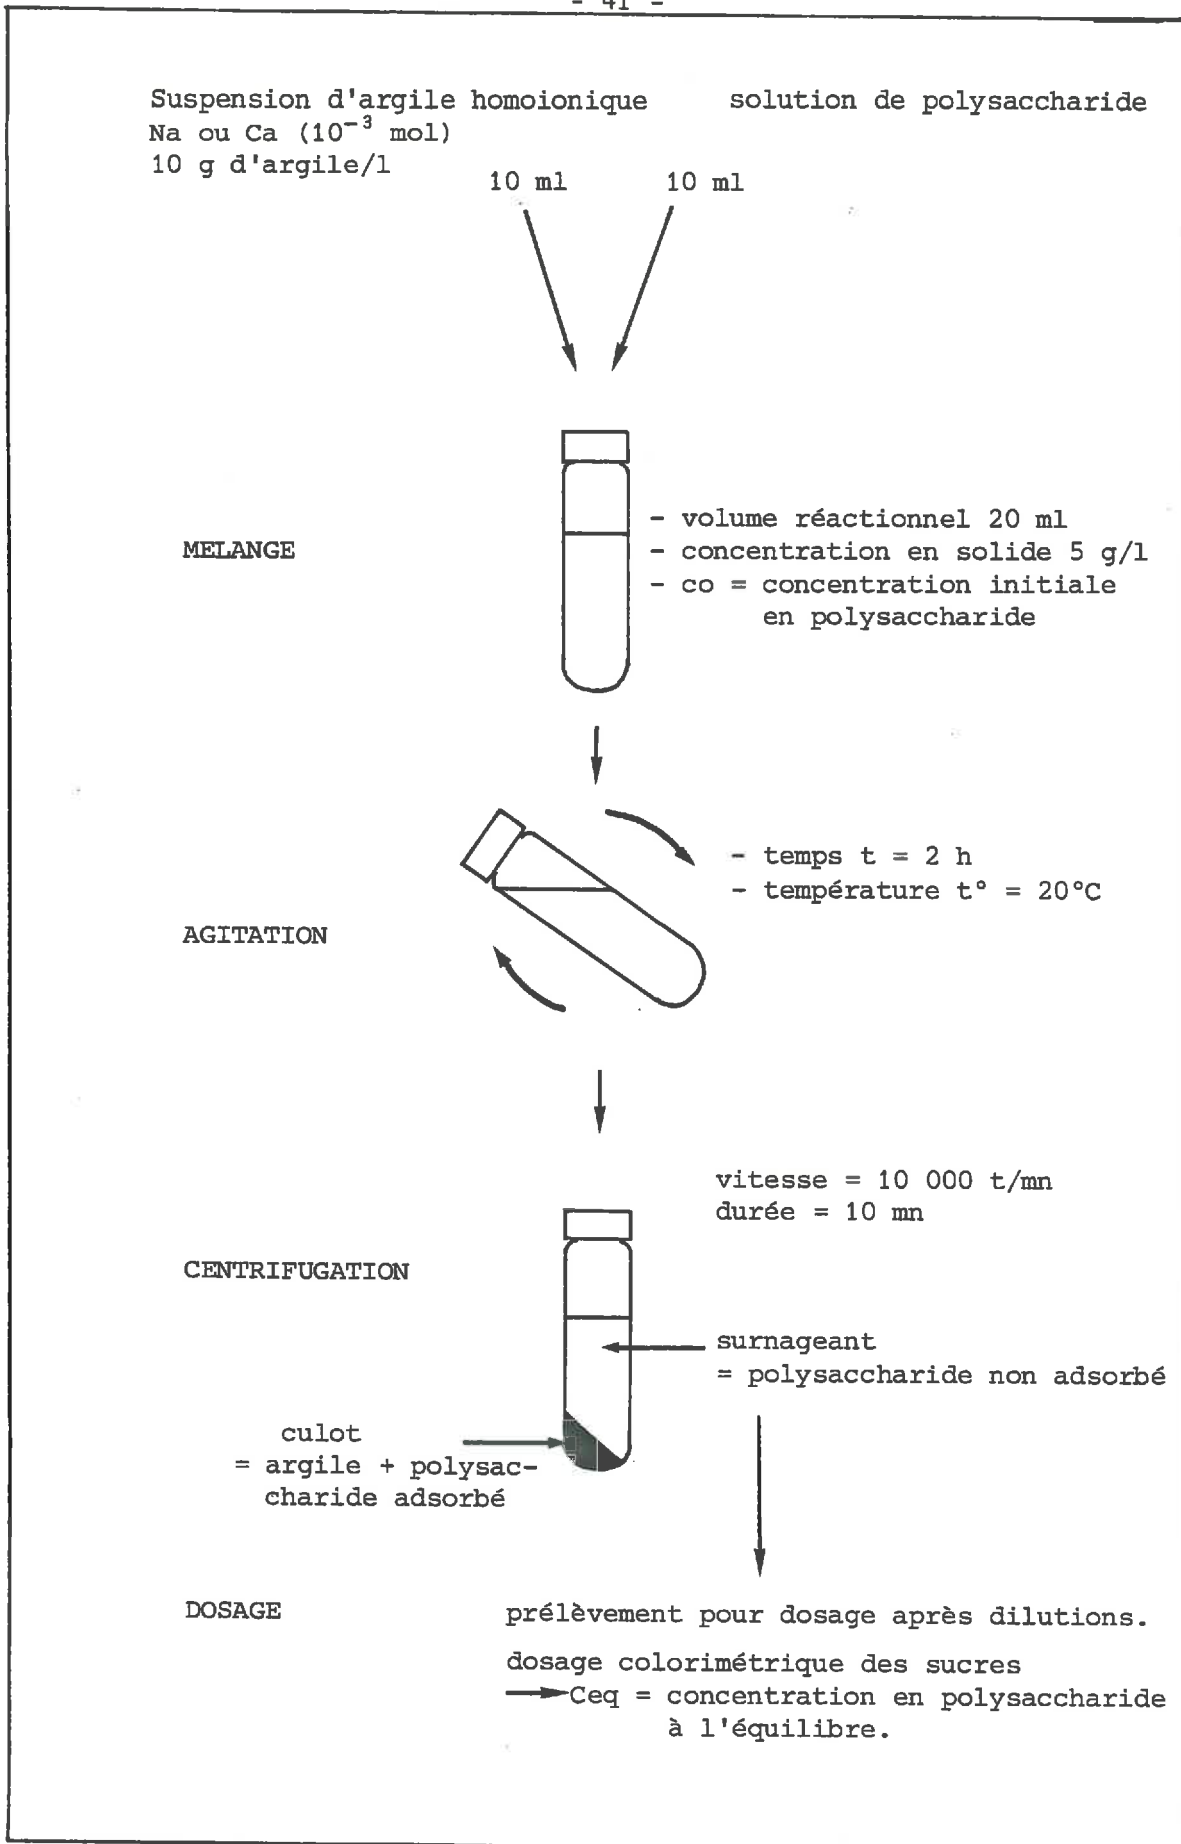 - 41 -
Suspension d'argile homoionique
Na ou Ca (10⁻³ mol)
10 g d'argile/l
solution de polysaccharide
10 ml
10 ml
MELANGE
- volume réactionnel 20 ml
- concentration en solide 5 g/l
- co = concentration initiale
en polysaccharide
AGITATION
- temps t = 2 h
- température t° = 20°C
CENTRIFUGATION
vitesse = 10 000 t/mn
durée = 10 mn
surnageant
= polysaccharide non adsorbé
culot
= argile + polysac-
charide adsorbé
DOSAGE
prélèvement pour dosage après dilutions.
dosage colorimétrique des sucres
Ceq = concentration en polysaccharide
à l'équilibre.